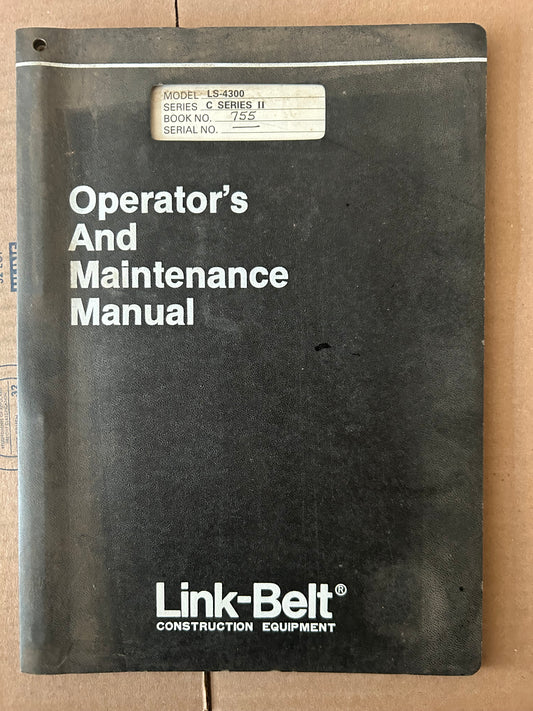 MODEL LS-4300
SERIES C SERIES II
BOOK NO. 755
SERIAL NO. —
Operator's
And
Maintenance
Manual
Link-Belt®
CONSTRUCTION EQUIPMENT
32